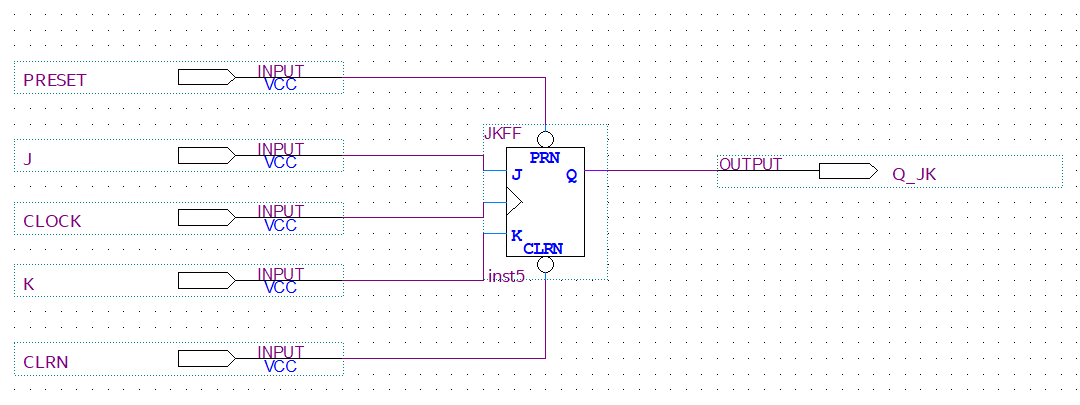 PRESET
INPUT
VCC
JKFF
PRN
J
INPUT
VCC
J
Q
OUTPUT
Q_JK
CLOCK
INPUT
VCC
K
CLRN
K
INPUT
VCC
inst5
CLRN
INPUT
VCC